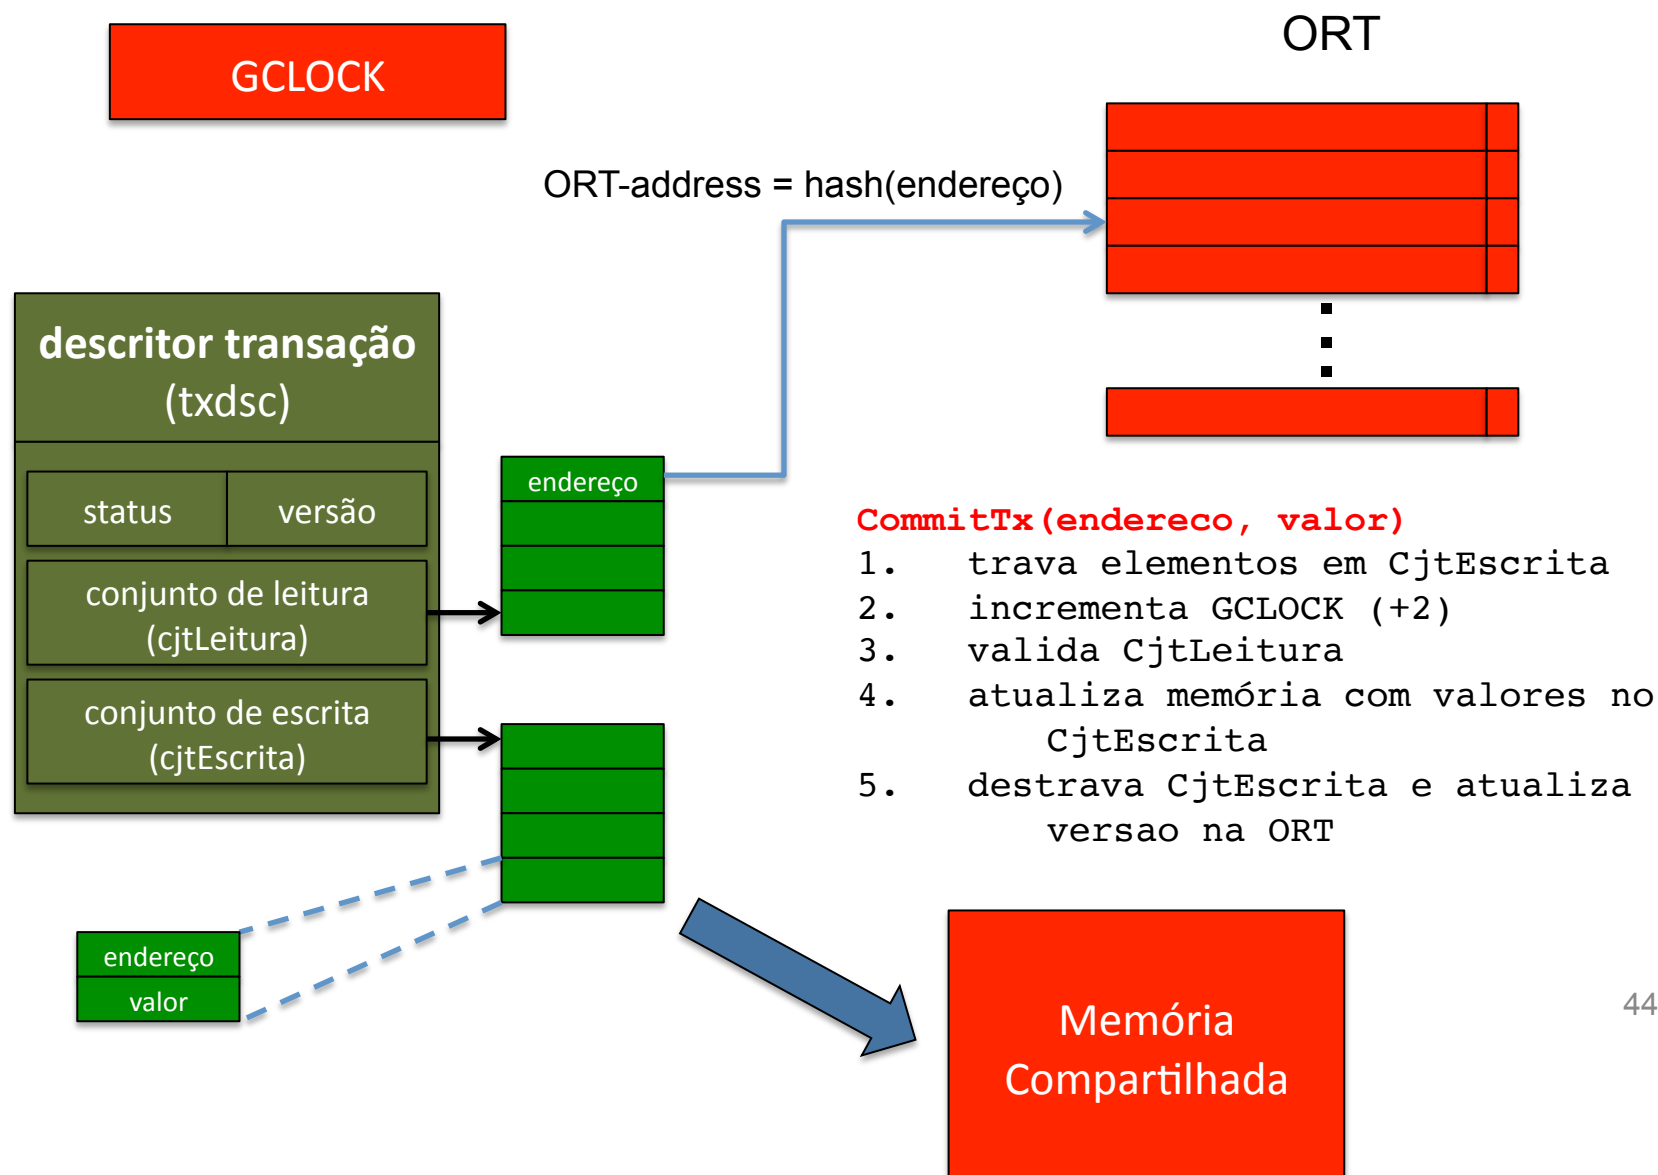 GCLOCK
ORT
ORT-address = hash(endereço)
descritor transação
(txdsc)
status
versão
conjunto de leitura
(cjtLeitura)
conjunto de escrita
(cjtEscrita)
endereço
endereço
valor
CommitTx(endereco, valor)
1. trava elementos em CjtEscrita
2. incrementa GCLOCK (+2)
3. valida CjtLeitura
4. atualiza memória com valores no
CjtEscrita
5. destrava CjtEscrita e atualiza
versao na ORT
Memória
Compartilhada
44